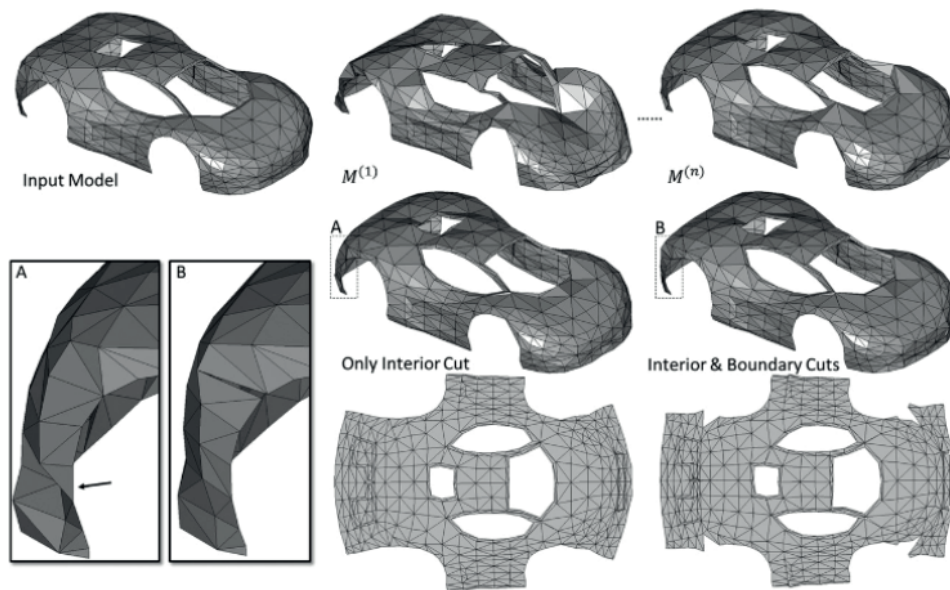 Input Model
M^{(1)}
......
M^{(n)}
A
B
A
B
Only Interior Cut
Interior & Boundary Cuts